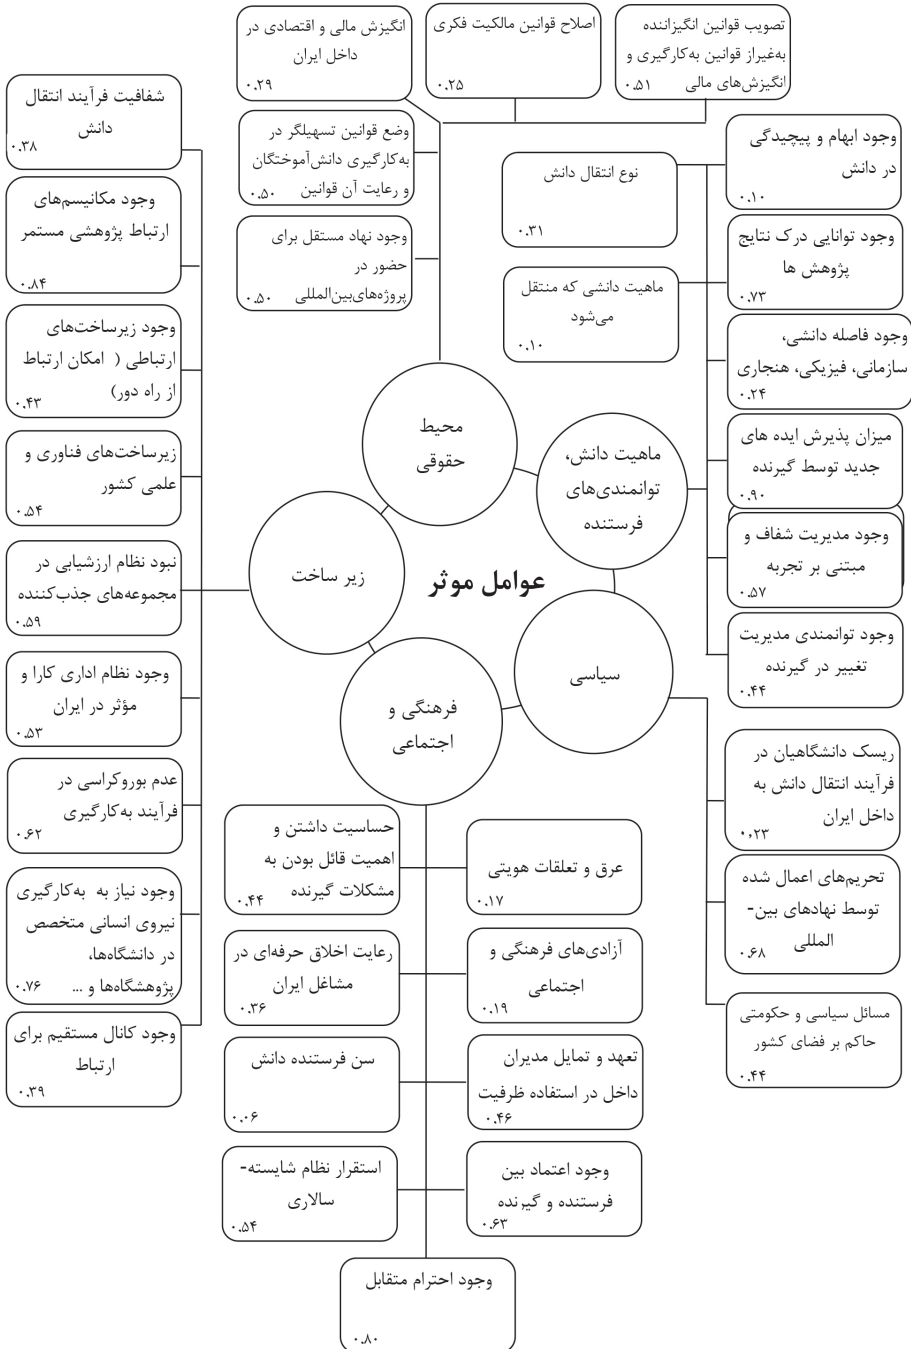 تصویب قوانین انگیزاننده
به‌غیراز قوانین به‌کارگیری و
انگیزش‌های مالی ۰.۵۱
اصلاح قوانین مالکیت فکری
۰.۲۵
انگیزش مالی و اقتصادی در
داخل ایران
۰.۲۹
وضع قوانین تسهیلگر در
به‌کارگیری دانش‌آموختگان
و رعایت آن قوانین ۰.۵۰
وجود نهاد مستقل برای
حضور در
پروژه‌های‌بین‌المللی ۰.۵۰
نوع انتقال دانش
۰.۳۱
ماهیت دانشی که منتقل
می‌شود
۰.۱۰
وجود ابهام و پیچیدگی
در دانش
۰.۱۰
وجود توانایی درک نتایج
پژوهش ها
۰.۷۳
وجود فاصله دانشی،
سازمانی، فیزیکی، هنجاری
۰.۲۴
میزان پذیرش ایده های
جدید توسط گیرنده
۰.۹۰
وجود مدیریت شفاف و
مبتنی بر تجربه
۰.۵۷
وجود توانمندی مدیریت
تغییر در گیرنده
۰.۴۴
شفافیت فرآیند انتقال
دانش
۰.۳۸
وجود مکانیسم‌های
ارتباط پژوهشی مستمر
۰.۸۴
وجود زیرساخت‌های
ارتباطی ( امکان ارتباط
از راه دور)
۰.۴۳
زیرساخت‌های فناوری و
علمی کشور
۰.۵۴
نبود نظام ارزشیابی در
مجموعه‌های جذب‌کننده
۰.۵۹
وجود نظام اداری کارا و
مؤثر در ایران
۰.۵۳
عدم بوروکراسی در
فرآیند به‌کارگیری
۰.۶۲
وجود نیاز به به‌کارگیری
نیروی انسانی متخصص
در دانشگاه‌ها،
پژوهشگاه‌ها و ... ۰.۷۶
وجود کانال مستقیم برای
ارتباط
۰.۳۹
محیط
حقوقی
ماهیت دانش،
توانمندی‌های
فرستنده
زیر ساخت
عوامل موثر
سیاسی
فرهنگی و
اجتماعی
ریسک دانشگاهیان در
فرآیند انتقال دانش به
داخل ایران
۰,۲۳
تحریم‌های اعمال شده
توسط نهادهای بین-
المللی
۰.۶۸
مسائل سیاسی و حکومتی
حاکم بر فضای کشور
۰.۴۴
عرق و تعلقات هویتی
۰.۱۷
حساسیت داشتن و
اهمیت قائل بودن به
مشکلات گیرنده
۰.۴۴
آزادی‌های فرهنگی و
اجتماعی
۰.۱۹
رعایت اخلاق حرفه‌ای در
مشاغل ایران
۰.۳۶
تعهد و تمایل مدیران
داخل در استفاده ظرفیت
۰.۴۶
سن فرستنده دانش
۰.۰۶
وجود اعتماد بین
فرستنده و گیرنده
۰.۶۳
استقرار نظام شایسته-
سالاری
۰.۵۴
وجود احترام متقابل
۰.۸۰